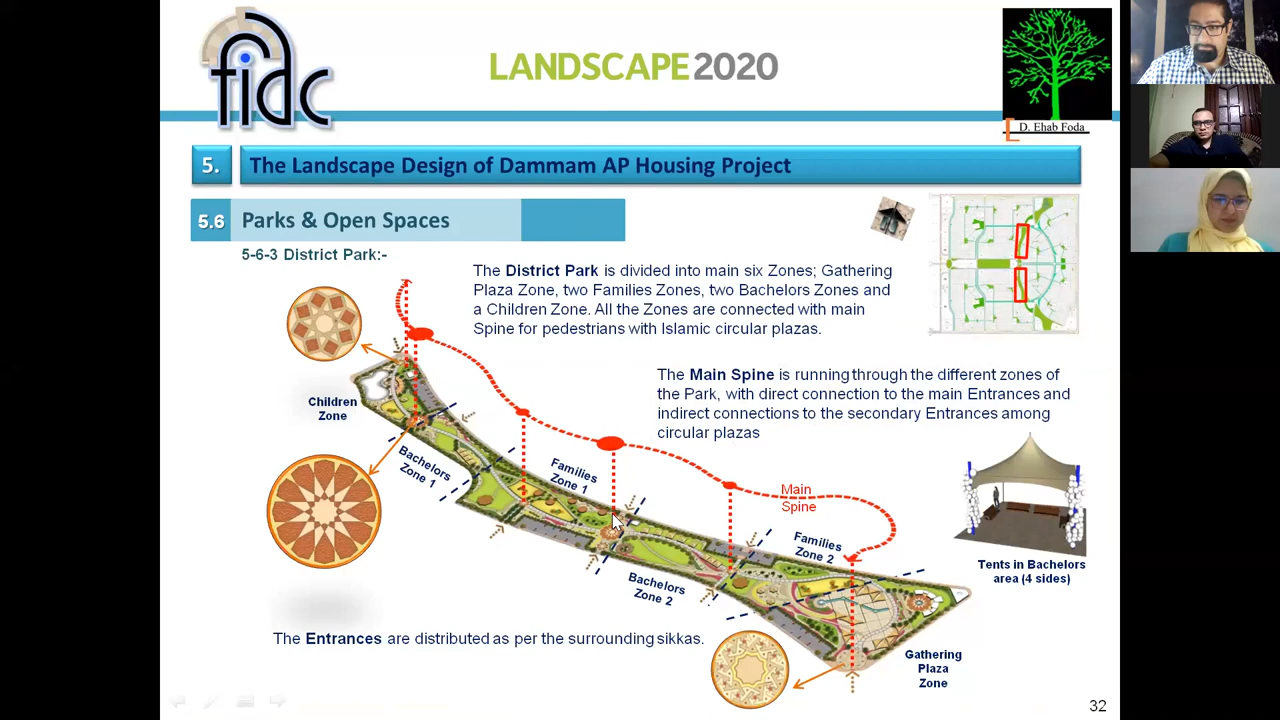 fidc
LANDSCAPE2020
D. Ehab Foda
5.
The Landscape Design of Dammam AP Housing Project
5.6
Parks & Open Spaces
5-6-3 District Park:-
The District Park is divided into main six Zones; Gathering
Plaza Zone, two Families Zones, two Bachelors Zones and
a Children Zone. All the Zones are connected with main
Spine for pedestrians with Islamic circular plazas.
The Main Spine is running through the different zones of
the Park, with direct connection to the main Entrances and
indirect connections to the secondary Entrances among
circular plazas
Children
Zone
Bachelors
Zone 1
Families
Zone 1
Main
Spine
Families
Zone 2
Bachelors
Zone 2
Tents in Bachelors
area (4 sides)
The Entrances are distributed as per the surrounding sikkas.
Gathering
Plaza
Zone
32